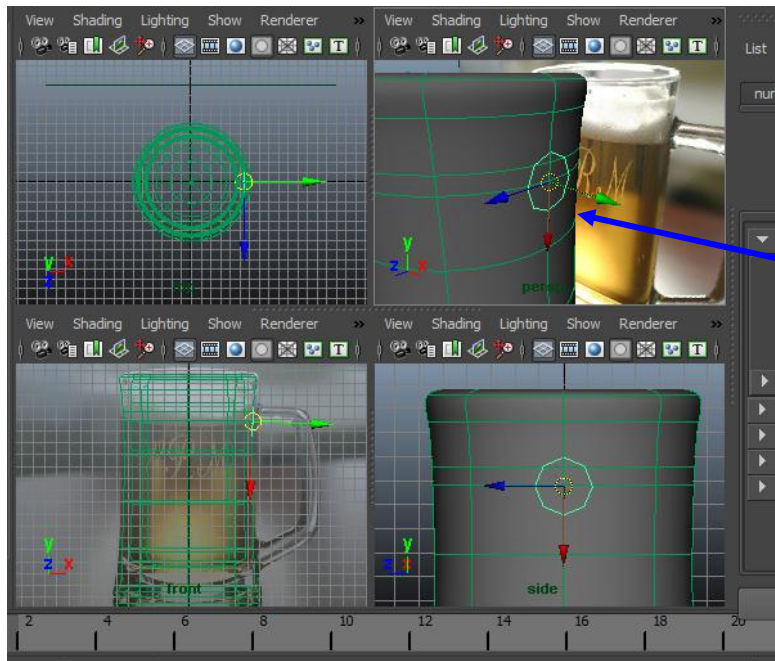 View Shading Lighting Show Renderer »
View Shading Lighting Show Renderer »
List
T
T
R.M
y x
z
y
z x
persp
View Shading Lighting Show Renderer »
View Shading Lighting Show Renderer »
T
T
R.M
y
z x
y
z x
front
side
2 4 6 8 10 12 14 16 18